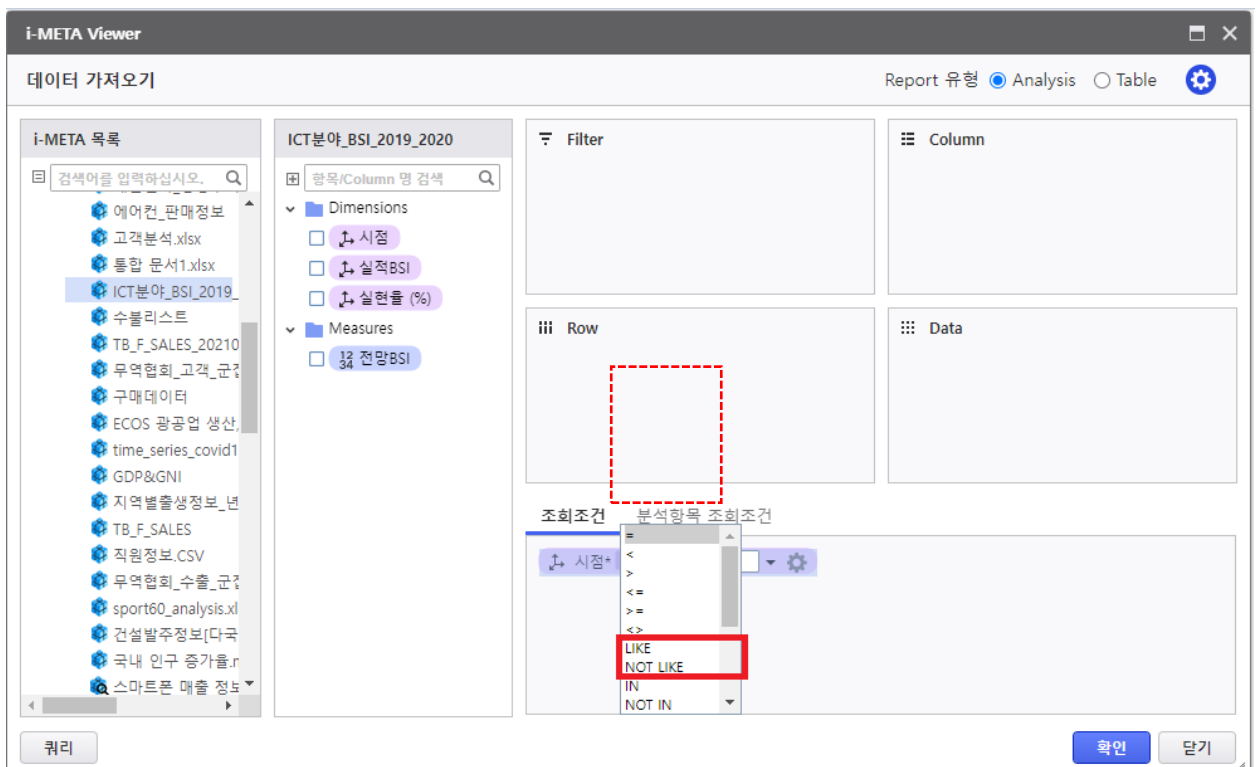 i-META Viewer
데이터 가져오기
Report 유형 Analysis Table
i-META 목록
검색어를 입력하십시오.
에어컨_판매정보
고객분석.xlsx
통합 문서1.xlsx
ICT분야_BSI_2019_
수불리스트
TB_F_SALES_20210
무역협회_고객_군집
구매데이터
ECOS 광공업 생산,
time_series_covid1
GDP&GNI
지역별출생정보_년
TB_F_SALES
직원정보.CSV
무역협회_수출_군집
sport60_analysis.xl
건설발주정보[다국
국내 인구 증가율.
스마트폰 매출 정보
ICT분야_BSI_2019_2020
항목/Column 명 검색
Dimensions
시점
실적BSI
실현율 (%)
Measures
12
34 전망BSI
Filter
Column
Row
Data
조회조건 분석항목 조회조건
시점*
=
<
>
<=
>=
<>
LIKE
NOT LIKE
IN
NOT IN
쿼리
확인
닫기